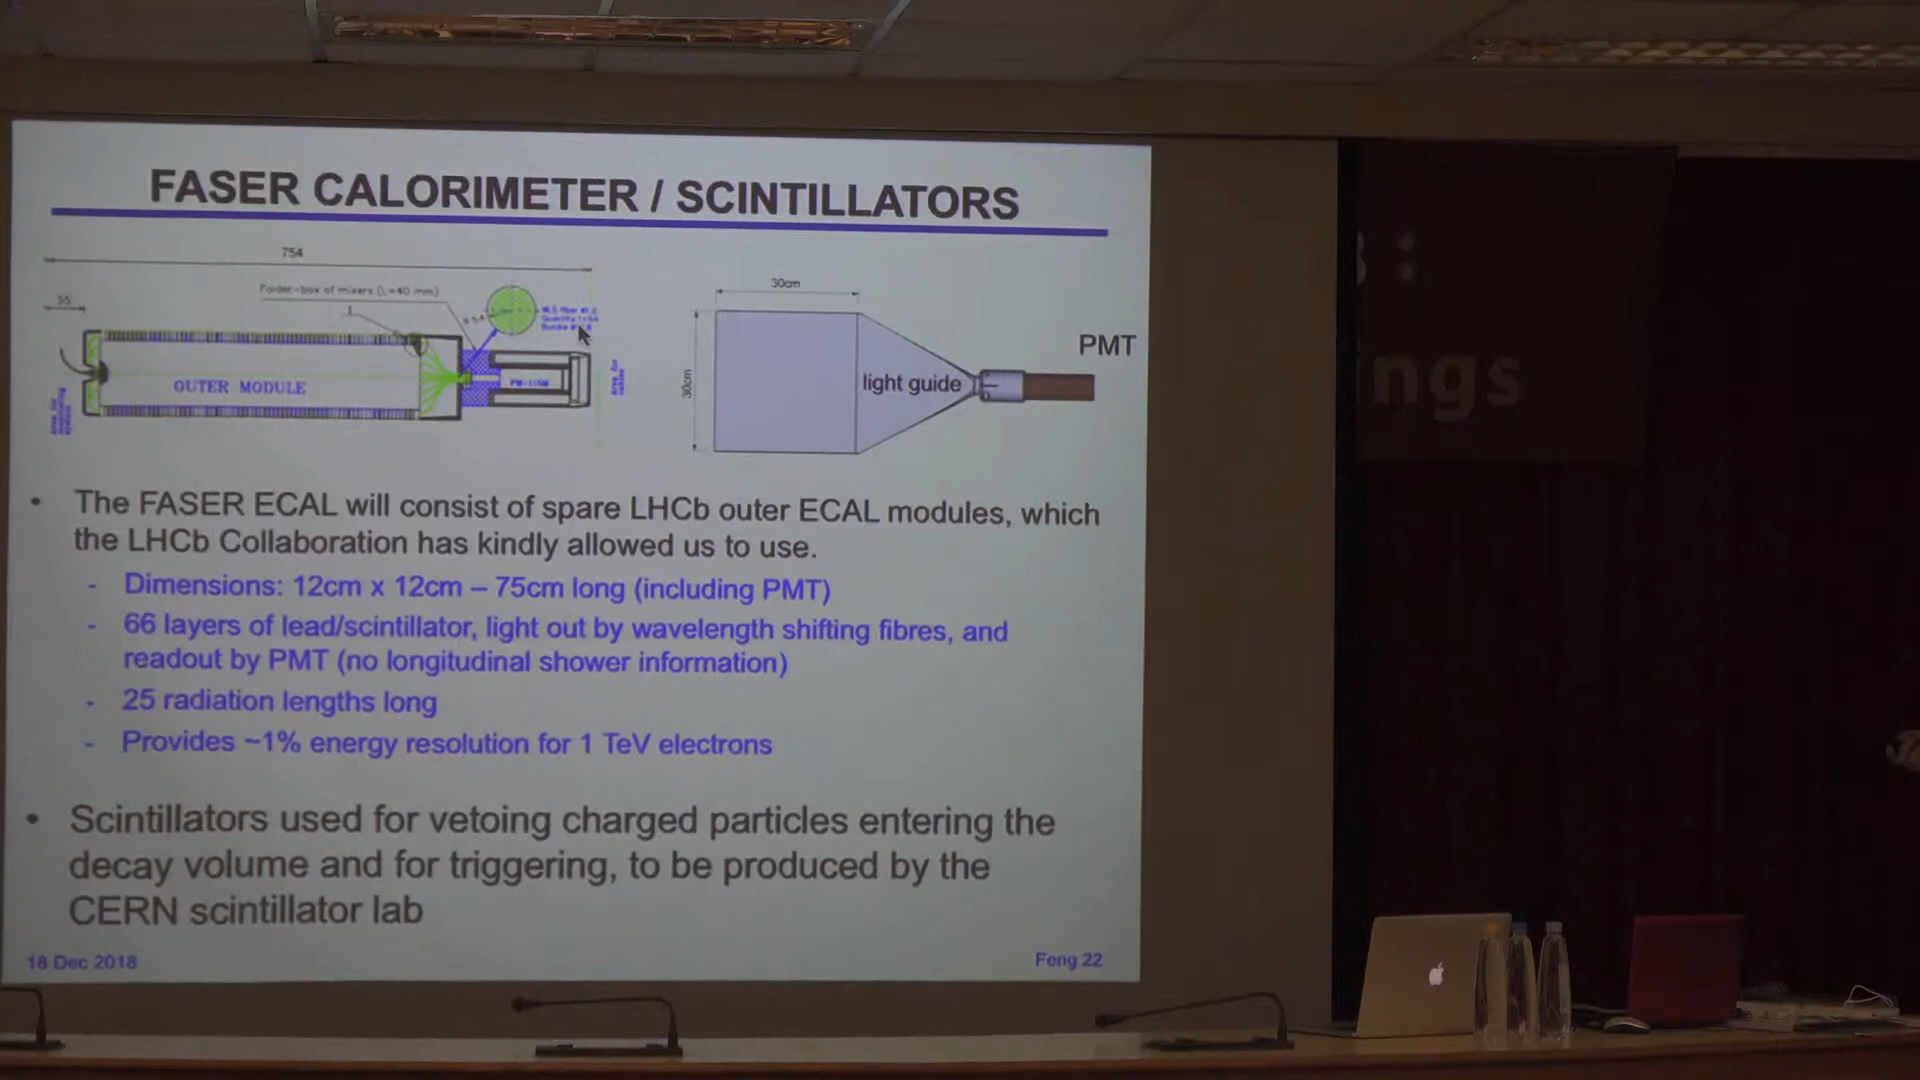 FASER CALORIMETER / SCINTILLATORS
754
55
Folder-box of mixers (L=40 mm)
1
OUTER MODULE
30cm
30cm
light guide
PMT
• The FASER ECAL will consist of spare LHCb outer ECAL modules, which
the LHCb Collaboration has kindly allowed us to use.
- Dimensions: 12cm x 12cm – 75cm long (including PMT)
- 66 layers of lead/scintillator, light out by wavelength shifting fibres, and
readout by PMT (no longitudinal shower information)
- 25 radiation lengths long
- Provides ~1% energy resolution for 1 TeV electrons
• Scintillators used for vetoing charged particles entering the
decay volume and for triggering, to be produced by the
CERN scintillator lab
18 Dec 2018
Feng 22
ngs